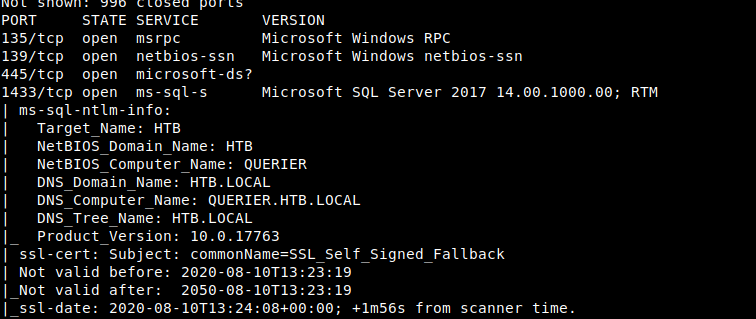 Not shown: 996 closed ports
PORT     STATE SERVICE       VERSION
135/tcp  open  msrpc         Microsoft Windows RPC
139/tcp  open  netbios-ssn   Microsoft Windows netbios-ssn
445/tcp  open  microsoft-ds?
1433/tcp open  ms-sql-s      Microsoft SQL Server 2017 14.00.1000.00; RTM
| ms-sql-ntlm-info:
|   Target_Name: HTB
|   NetBIOS_Domain_Name: HTB
|   NetBIOS_Computer_Name: QUERIER
|   DNS_Domain_Name: HTB.LOCAL
|   DNS_Computer_Name: QUERIER.HTB.LOCAL
|   DNS_Tree_Name: HTB.LOCAL
|_  Product_Version: 10.0.17763
| ssl-cert: Subject: commonName=SSL_Self_Signed_Fallback
| Not valid before: 2020-08-10T13:23:19
|_Not valid after:  2050-08-10T13:23:19
|_ssl-date: 2020-08-10T13:24:08+00:00; +1m56s from scanner time.